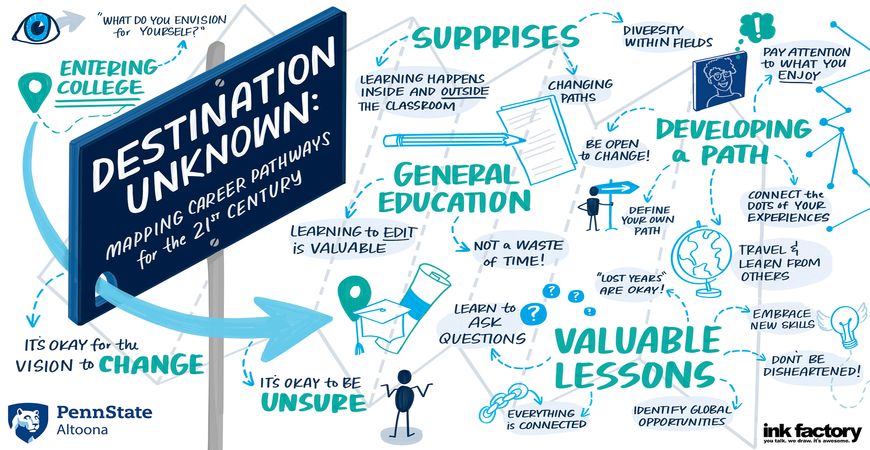 "WHAT DO YOU ENVISION
for YOURSELF?"
ENTERING
COLLEGE
DESTINATION
UNKNOWN:
MAPPING CAREER PATHWAYS
for the 21ST CENTURY
IT'S OKAY for the
VISION to CHANGE
IT'S OKAY to BE
UNSURE
PennState
Altoona
SURPRISES
LEARNING HAPPENS
INSIDE AND OUTSIDE
THE CLASSROOM
CHANGING
PATHS
DIVERSITY
WITHIN FIELDS
GENERAL
EDUCATION
LEARNING to EDIT
is VALUABLE
NOT a WASTE
of TIME!
DEVELOPING
a PATH
PAY ATTENTION
to WHAT YOU
ENJOY
BE OPEN
to CHANGE!
DEFINE
YOUR OWN
PATH
CONNECT the
DOTS of YOUR
EXPERIENCES
VALUABLE
LESSONS
"LOST YEARS"
ARE OKAY!
TRAVEL &
LEARN FROM
OTHERS
LEARN to
ASK
QUESTIONS
? ? ? ?
EMBRACE
NEW SKILLS
DON'T BE
DISHEARTENED!
EVERYTHING
is CONNECTED
IDENTIFY GLOBAL
OPPORTUNITIES
!!
ink factory
you talk. we draw. it's awesome.